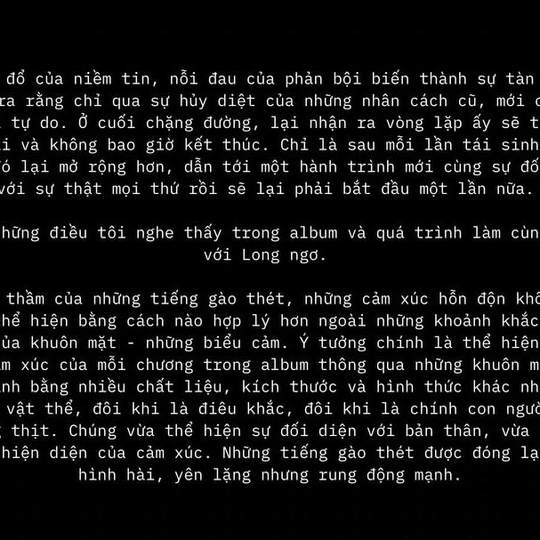 đổ của niềm tin, nỗi đau của phản bội biến thành sự tàn
ra rằng chỉ qua sự hủy diệt của những nhân cách cũ, mới c
tự do. Ở cuối chặng đường, lại nhận ra vòng lặp ấy sẽ t
i và không bao giờ kết thúc. Chỉ là sau mỗi lần tái sinh
ó lại mở rộng hơn, dẫn tới một hành trình mới cùng sự đố
với sự thật mọi thứ rồi sẽ lại phải bắt đầu một lần nữa.
hững điều tôi nghe thấy trong album và quá trình làm cùn
với Long ngơ.
thầm của những tiếng gào thét, những cảm xúc hỗn độn khô
hể hiện bằng cách nào hợp lý hơn ngoài những khoảnh khắc
ủa khuôn mặt - những biểu cảm. Ý tưởng chính là thể hiện
m xúc của mỗi chương trong album thông qua những khuôn m
nh bằng nhiều chất liệu, kích thước và hình thức khác nh
vật thể, đôi khi là điêu khắc, đôi khi là chính con ngườ
thịt. Chúng vừa thể hiện sự đối diện với bản thân, vừa
hiện diện của cảm xúc. Những tiếng gào thét được đóng lạ
hình hài, yên lặng nhưng rung động mạnh.